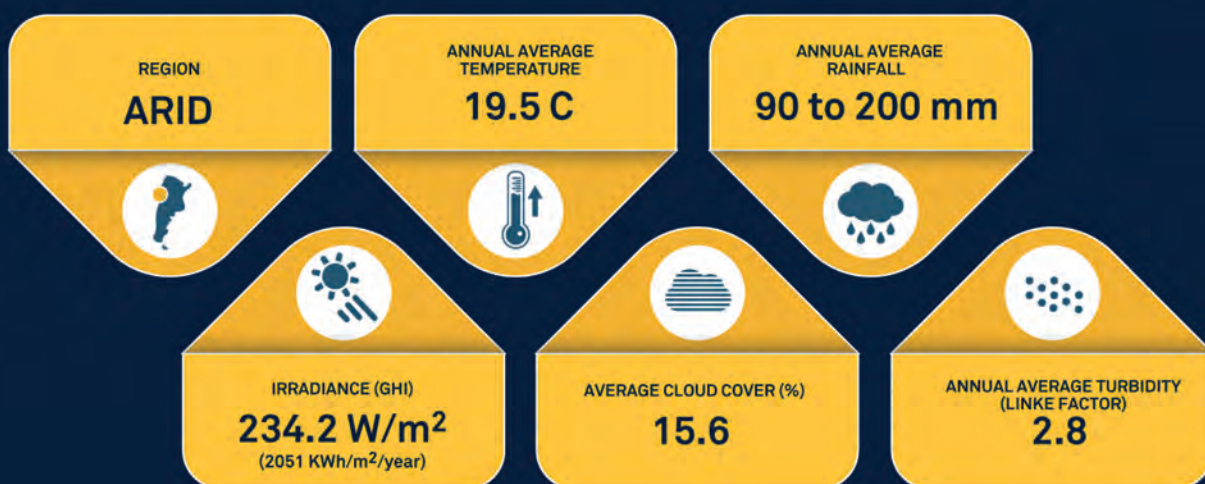 REGION
ARID
ANNUAL AVERAGE
TEMPERATURE
19.5 C
ANNUAL AVERAGE
RAINFALL
90 to 200 mm
IRRADIANCE (GHI)
234.2 W/m²
(2051 KWh/m²/year)
AVERAGE CLOUD COVER (%)
15.6
ANNUAL AVERAGE TURBIDITY
(LINKE FACTOR)
2.8